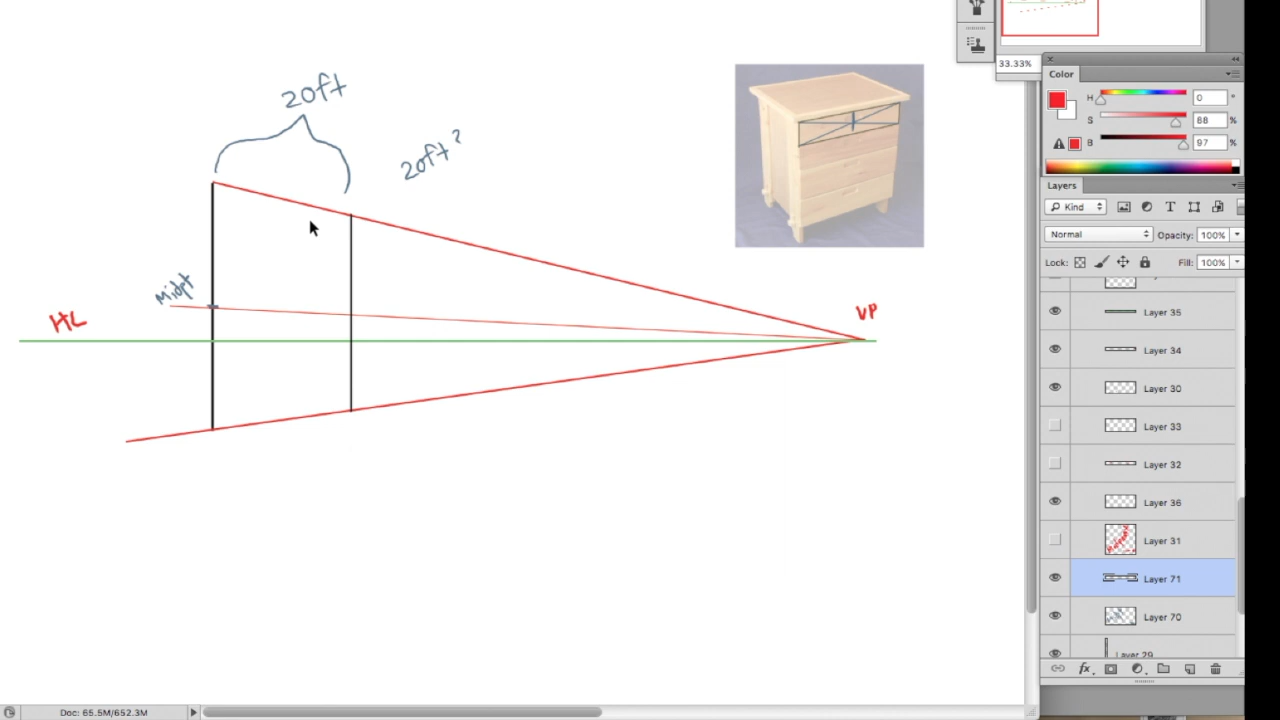 20ft
20ft?
midpt
HL
VP
33.33%
Color
H 0 °
S 88 %
B 97 %
Layers
Kind
Normal Opacity: 100%
Lock: Fill: 100%
Layer 35
Layer 34
Layer 30
Layer 33
Layer 32
Layer 36
Layer 31
Layer 71
Layer 70
Layer 29
fx
Doc: 65.5M/652.3M